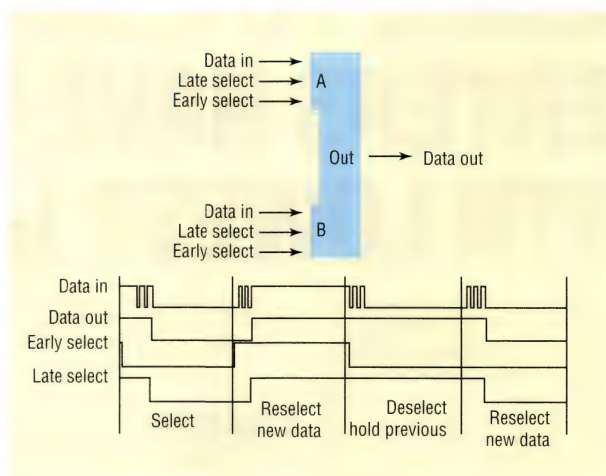 Data in
Late select
Early select
A
Out
Data out
Data in
Late select
Early select
B
Data in
Data out
Early select
Late select
Select
Reselect
new data
Deselect
hold previous
Reselect
new data